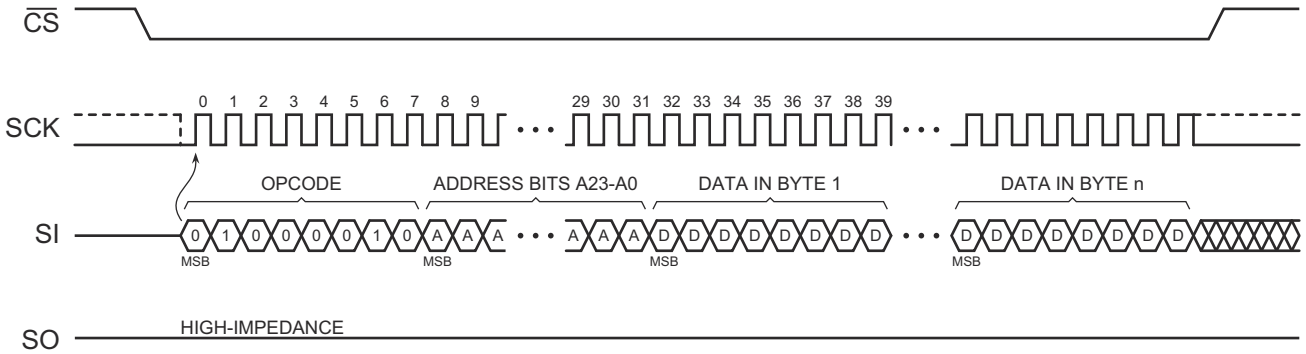 CS
0 1 2 3 4 5 6 7 8 9 29 30 31 32 33 34 35 36 37 38 39
SCK
OPCODE ADDRESS BITS A23-A0 DATA IN BYTE 1 DATA IN BYTE n
SI 0 1 0 0 0 0 1 0 A A A A A A D D D D D D D D D D D D D D D D
MSB MSB MSB MSB
HIGH-IMPEDANCE
SO